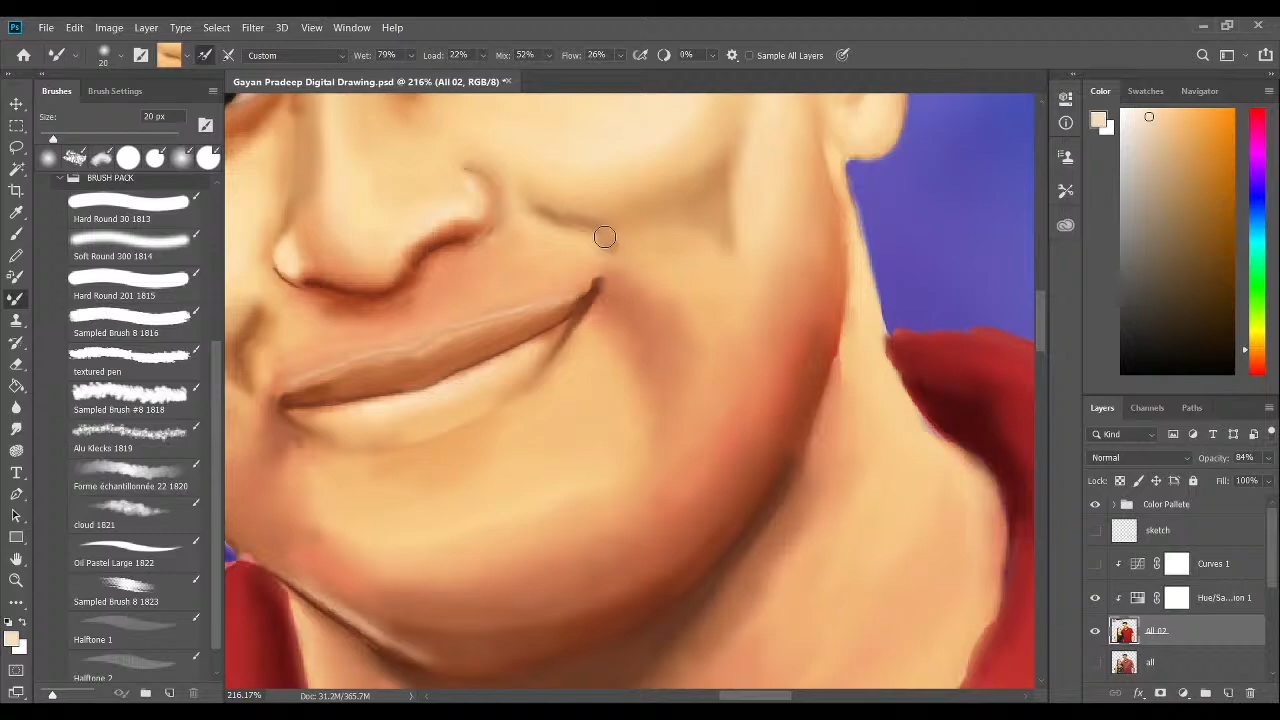 Ps File Edit Image Layer Type Select Filter 3D View Window Help
20 Custom Wet: 79% Load: 22% Mix: 52% Flow: 26% 0% Sample All Layers
Gayan Pradeep Digital Drawing.psd @ 216% (All 02, RGB/8) *
Brushes Brush Settings
Size: 20 px
BRUSH PACK
Hard Round 30 1813
Soft Round 300 1814
Hard Round 201 1815
Sampled Brush 8 1816
textured pen
Sampled Brush #8 1818
Alu Klecks 1819
Forme échantillonnée 22 1820
cloud 1821
Oil Pastel Large 1822
Sampled Brush 8 1823
Halftone 1
Halftone 2
216.17% Doc: 31.2M/365.7M
Color Swatches Navigator
Layers Channels Paths
Kind
Normal Opacity: 84%
Lock: Fill: 100%
Color Pallete
sketch
Curves 1
Hue/Sa...ion 1
All 02
all